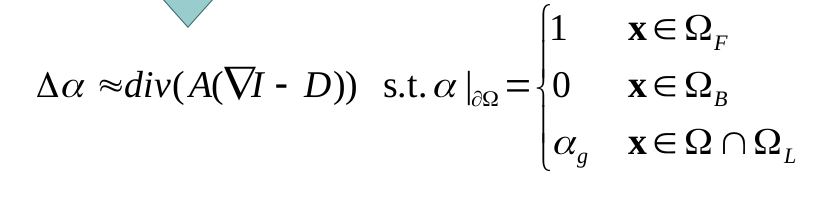 1 x ∈ Ω_F
Δα ≈div(A(∇I - D)) s.t. α |_∂Ω = { 0 x ∈ Ω_B
α_g x ∈ Ω ∩ Ω_L